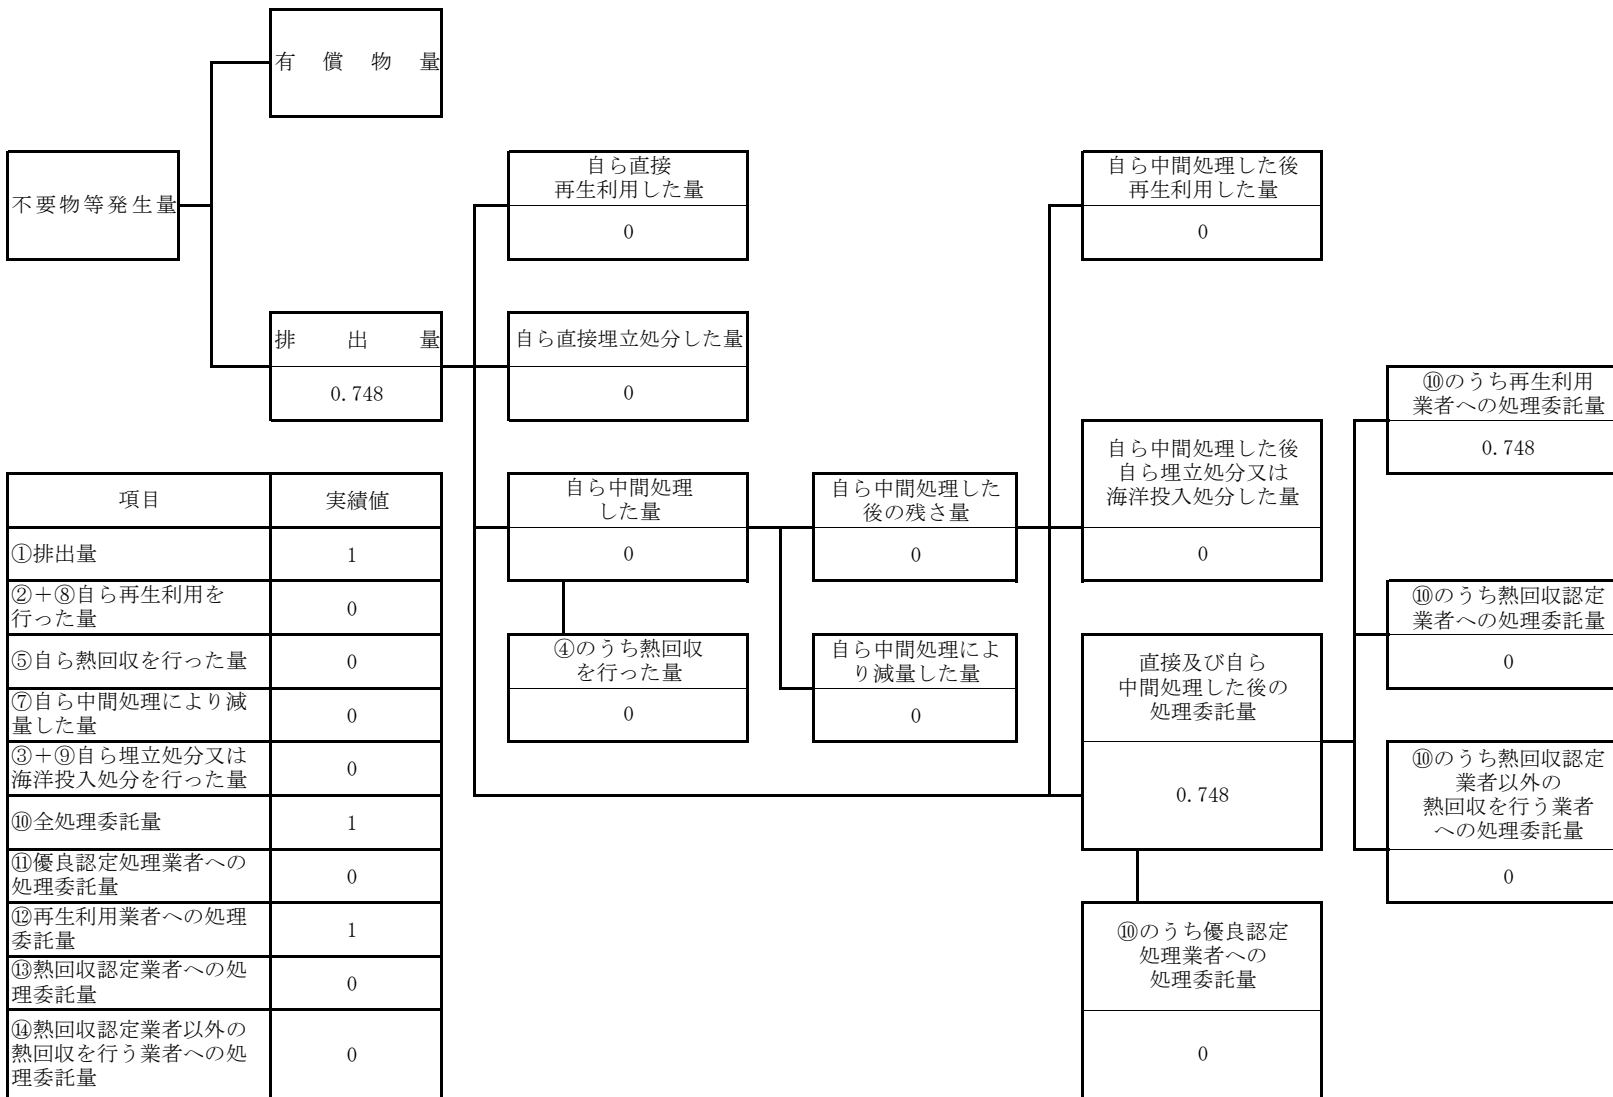 有償物量
不要物等発生量
自ら直接
再生利用した量
0
自ら中間処理した後
再生利用した量
0
排出量
0.748
自ら直接埋立処分した量
0
⑩のうち再生利用
業者への処理委託量
0.748
自ら中間処理した後
自ら埋立処分又は
海洋投入処分した量
0
自ら中間処理
した量
0
自ら中間処理した
後の残さ量
0
④のうち熱回収
を行った量
0
自ら中間処理によ
り減量した量
0
直接及び自ら
中間処理した後の
処理委託量
0.748
⑩のうち熱回収認定
業者への処理委託量
0
⑩のうち熱回収認定
業者以外の
熱回収を行う業者
への処理委託量
0
⑩のうち優良認定
処理業者への
処理委託量
0
項目 実績値
①排出量 1
②+⑧自ら再生利用を
行った量 0
⑤自ら熱回収を行った量 0
⑦自ら中間処理により減
量した量 0
③+⑨自ら埋立処分又は
海洋投入処分を行った量 0
⑩全処理委託量 1
⑪優良認定処理業者への
処理委託量 0
⑫再生利用業者への処理
委託量 1
⑬熱回収認定業者への処
理委託量 0
⑭熱回収認定業者以外の
熱回収を行う業者への処
理委託量 0